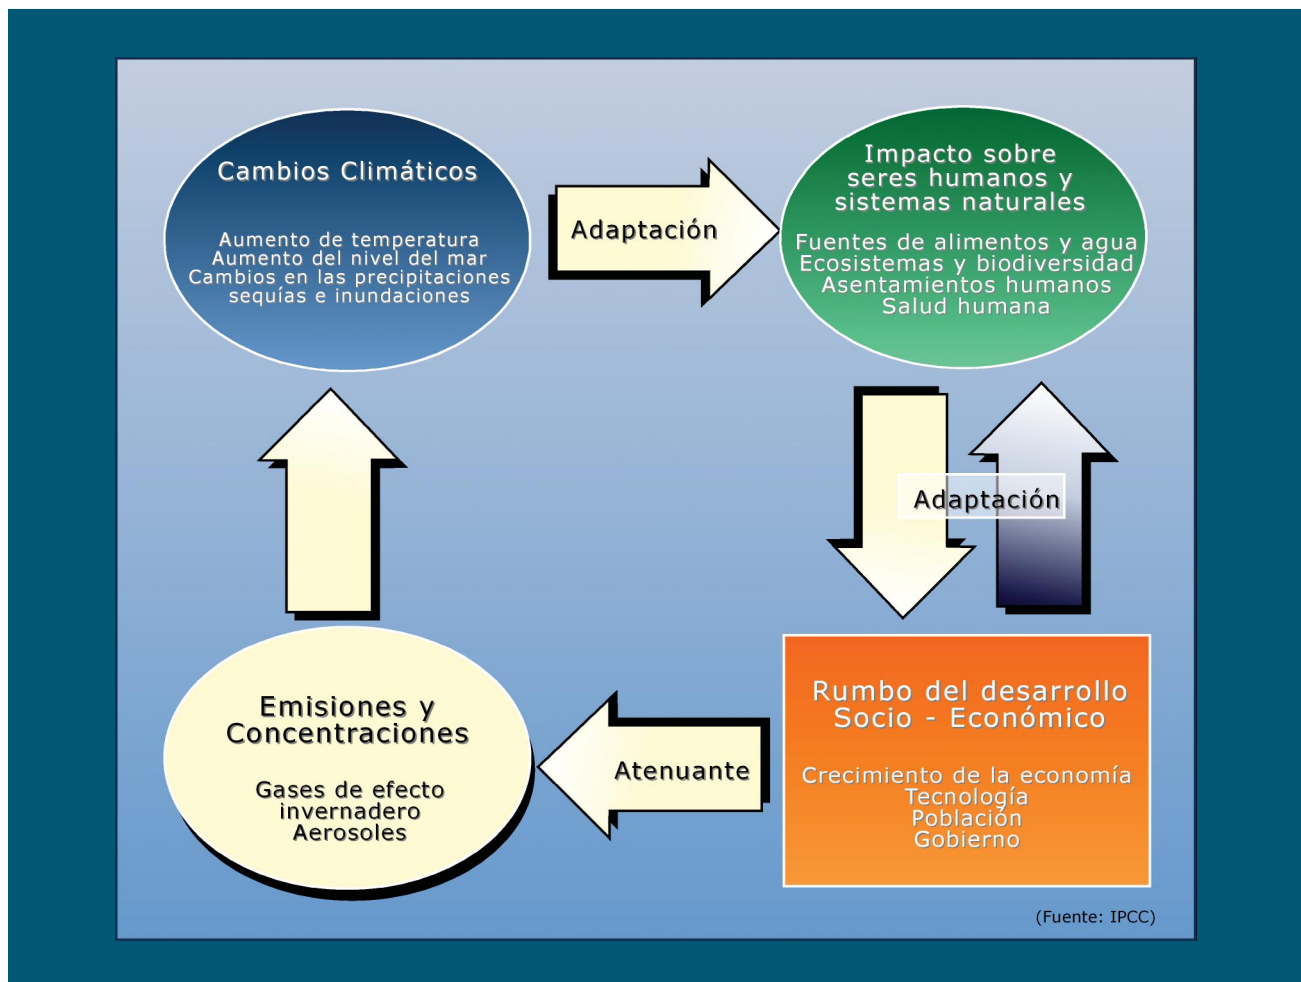 Cambios Climáticos
Aumento de temperatura
Aumento del nivel del mar
Cambios en las precipitaciones
sequías e inundaciones
Adaptación
Impacto sobre
seres humanos y
sistemas naturales
Fuentes de alimentos y agua
Ecosistemas y biodiversidad
Asentamientos humanos
Salud humana
Adaptación
Emisiones y
Concentraciones
Gases de efecto
invernadero
Aerosoles
Atenuante
Rumbo del desarrollo
Socio - Económico
Crecimiento de la economía
Tecnología
Población
Gobierno
(Fuente: IPCC)